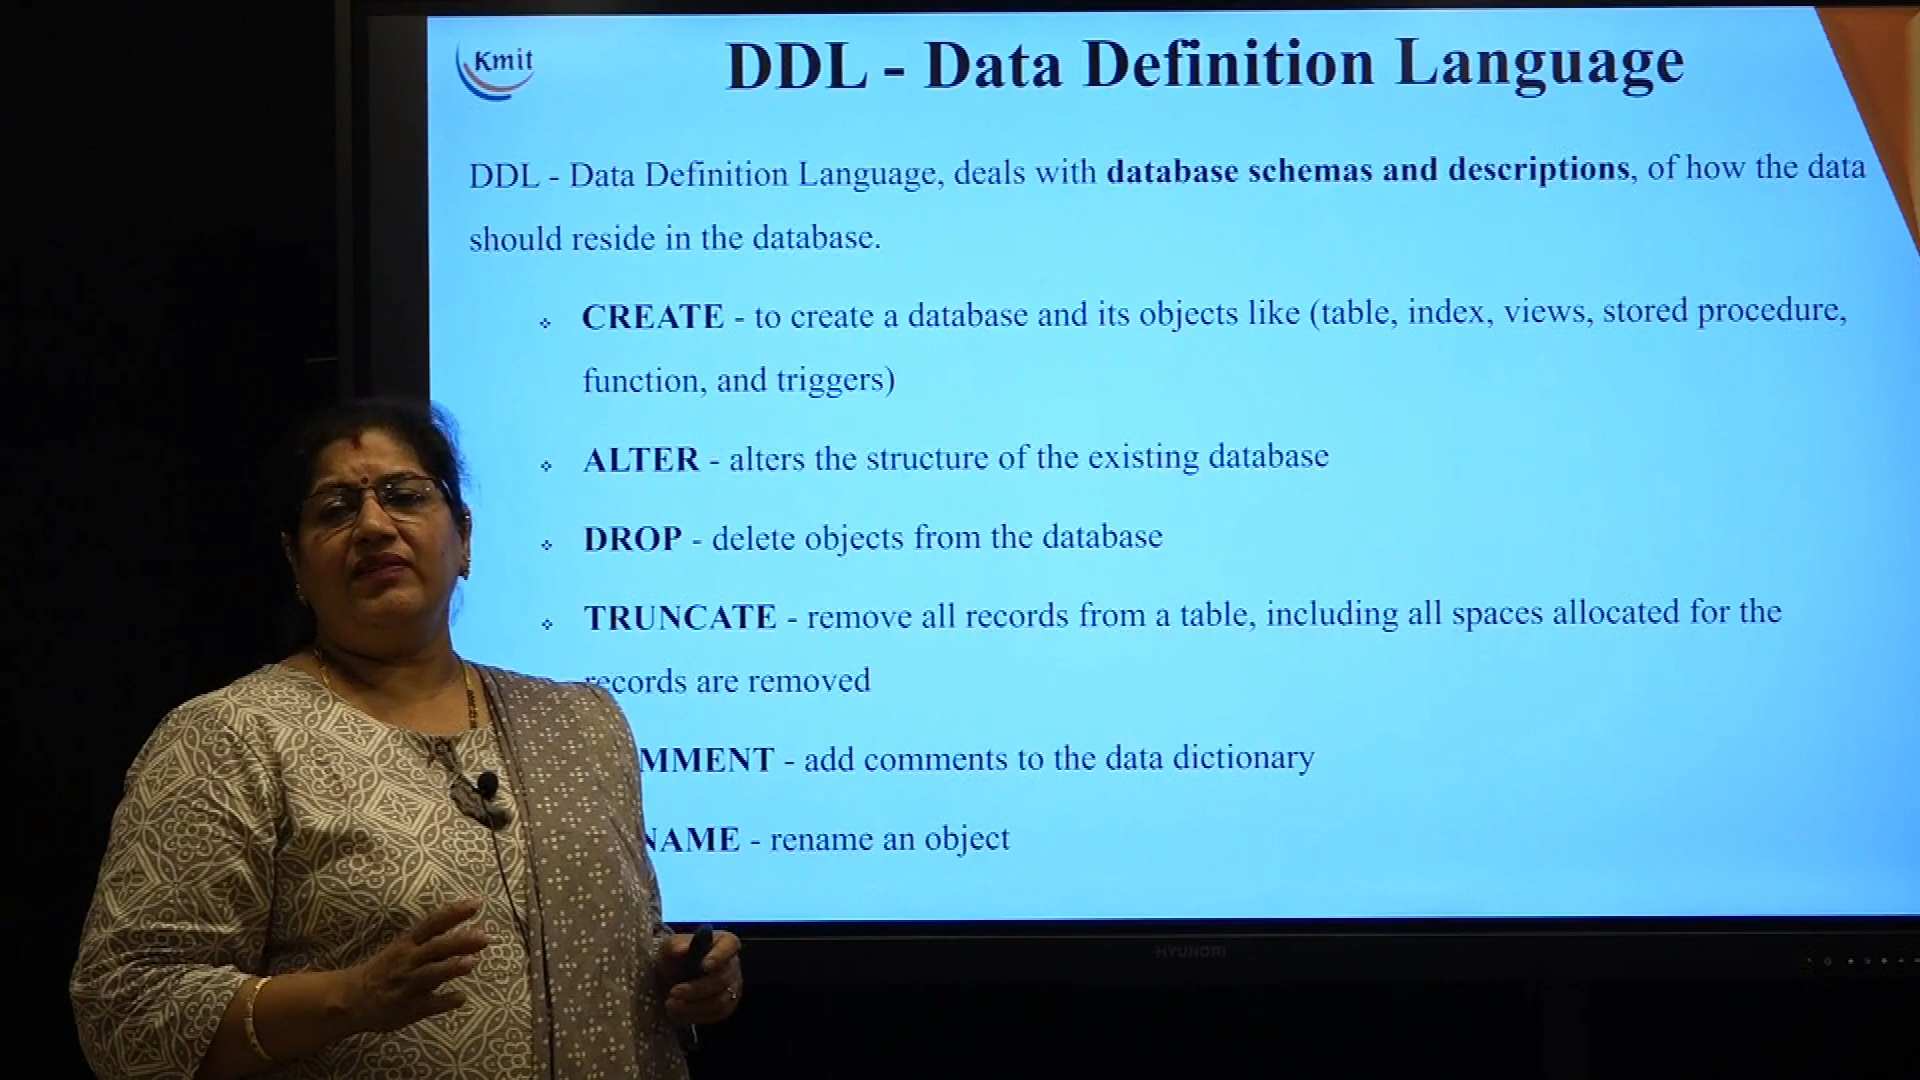 Kmit
DDL - Data Definition Language
DDL - Data Definition Language, deals with database schemas and descriptions, of how the data
should reside in the database.
CREATE - to create a database and its objects like (table, index, views, stored procedure,
function, and triggers)
ALTER - alters the structure of the existing database
DROP - delete objects from the database
TRUNCATE - remove all records from a table, including all spaces allocated for the
records are removed
MMENT - add comments to the data dictionary
NAME - rename an object
HYUNDAI